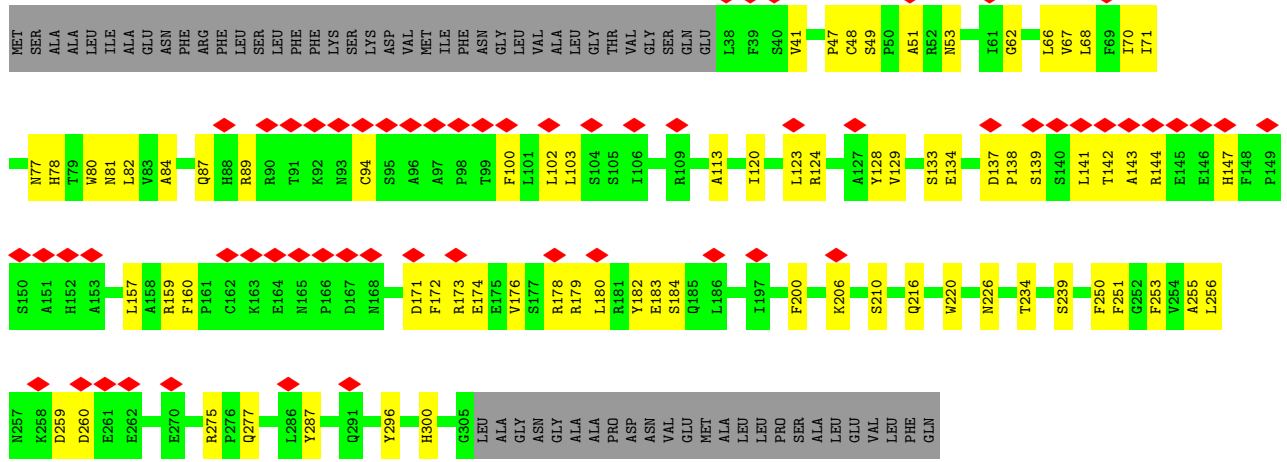 MET SER ALA ALA LEU ILE ALA GLU ASN PHE ARG PHE LEU SER LEU PHE PHE LYS SER LYS ASP VAL MET ILE PHE ASN GLY LEU VAL ALA LEU GLY THR VAL GLY SER GLN GLU L38 F39 S40 V41 P47 C48 S49 P50 A51 R52 N53 I61 G62 L66 V67 L68 F69 I70 I71
N77 H78 T79 W80 N81 L82 V83 A84 Q87 H88 R89 R90 T91 K92 N93 C94 S95 A96 A97 P98 T99 F100 L101 L102 L103 S104 S105 I106 R109 A113 I120 L123 R124 A127 Y128 V129 S133 E134 D137 P138 S139 S140 L141 T142 A143 R144 E145 E146 H147 F148 P149
S150 A151 H152 A153 L157 A158 R159 F160 P161 C162 K163 E164 N165 P166 D167 N168 D171 F172 R173 E174 E175 V176 S177 R178 R179 L180 R181 Y182 E183 S184 Q185 L186 I197 F200 K206 S210 Q216 W220 N226 T234 S239 F250 F251 G252 F253 V254 A255 L256
N257 K258 D259 D260 E261 E262 E270 R275 P276 Q277 L286 Y287 Q291 Y296 H300 G305 LEU ALA GLY ASN GLY ALA ALA PRO ASP ASN VAL GLU MET ALA LEU LEU PRO SER ALA LEU GLU VAL LEU PHE GLN